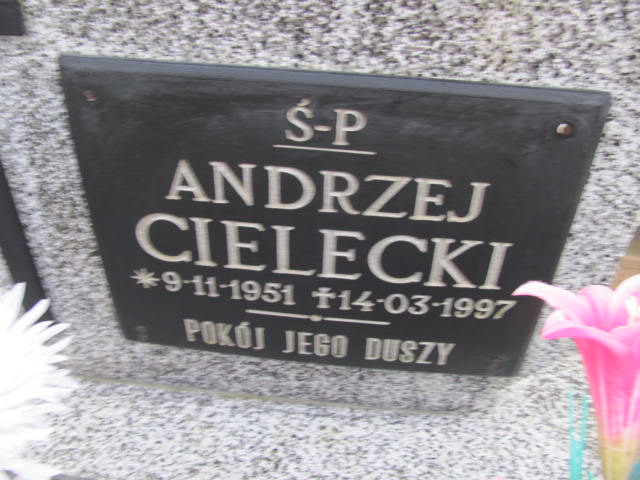 Ś-P
ANDRZEJ
CIELECKI
*9-11-1951 †14-03-1997
POKÓJ JEGO DUSZY